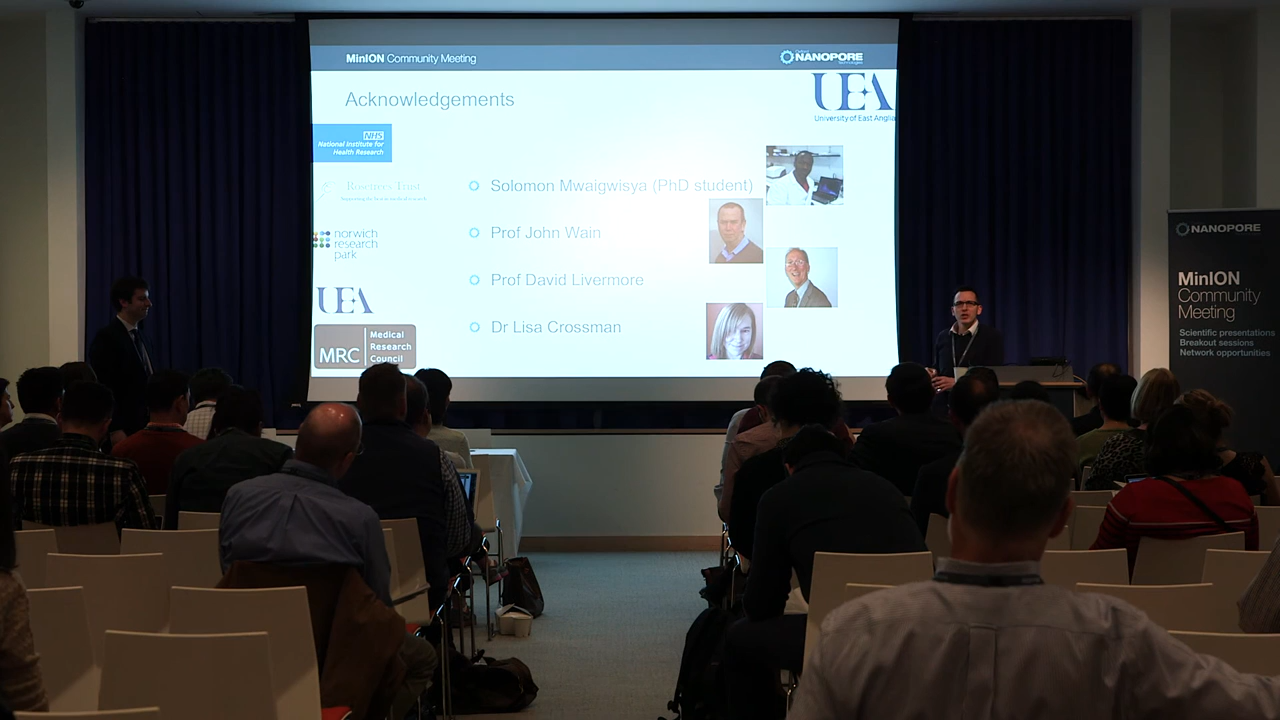 MinION Community Meeting
Oxford
NANOPORE
Technologies
Acknowledgements
UEA
University of East Anglia
NHS
National Institute for
Health Research
Rosetrees Trust
Solomon Mwaigwisya (PhD student)
Prof John Wain
norwich
research
park
Prof David Livermore
UEA
Dr Lisa Crossman
MRC
Medical
Research
Council
NANOPORE
MinION
Community
Meeting
Scientific presentations
Breakout sessions
Network opportunities